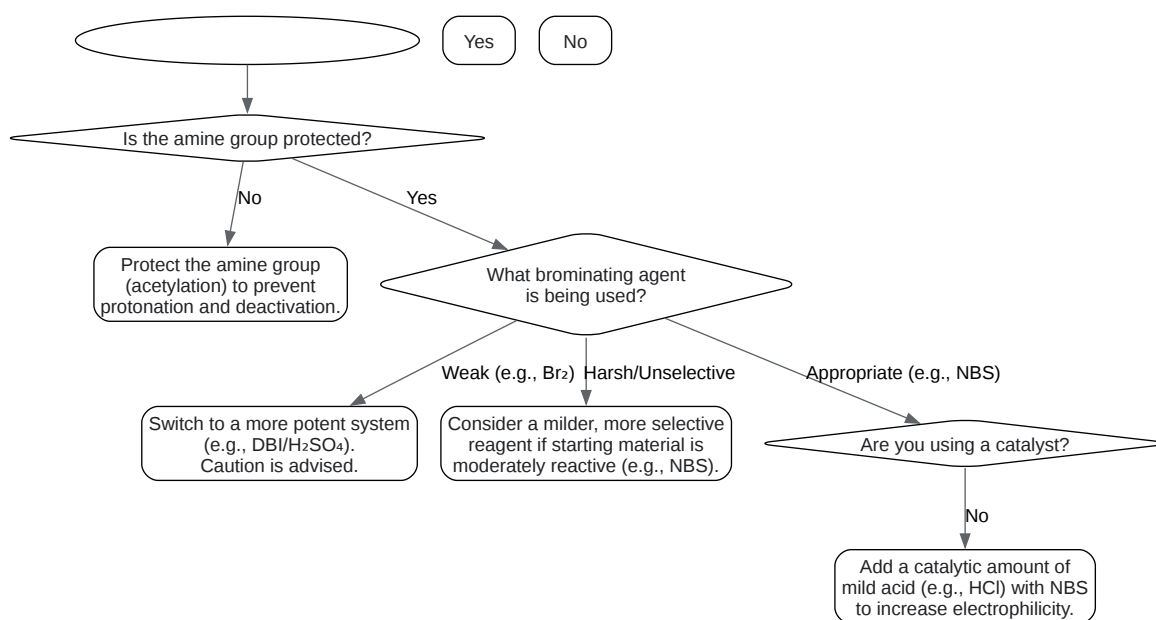 Yes
No
Is the amine group protected?
No
Yes
Protect the amine group
(acetylation) to prevent
protonation and deactivation.
What brominating agent
is being used?
Weak (e.g., Br₂)
Harsh/Unselective
Appropriate (e.g., NBS)
Switch to a more potent system
(e.g., DBI/H₂SO₄).
Caution is advised.
Consider a milder, more selective
reagent if starting material is
moderately reactive (e.g., NBS).
Are you using a catalyst?
No
Add a catalytic amount of
mild acid (e.g., HCl) with NBS
to increase electrophilicity.